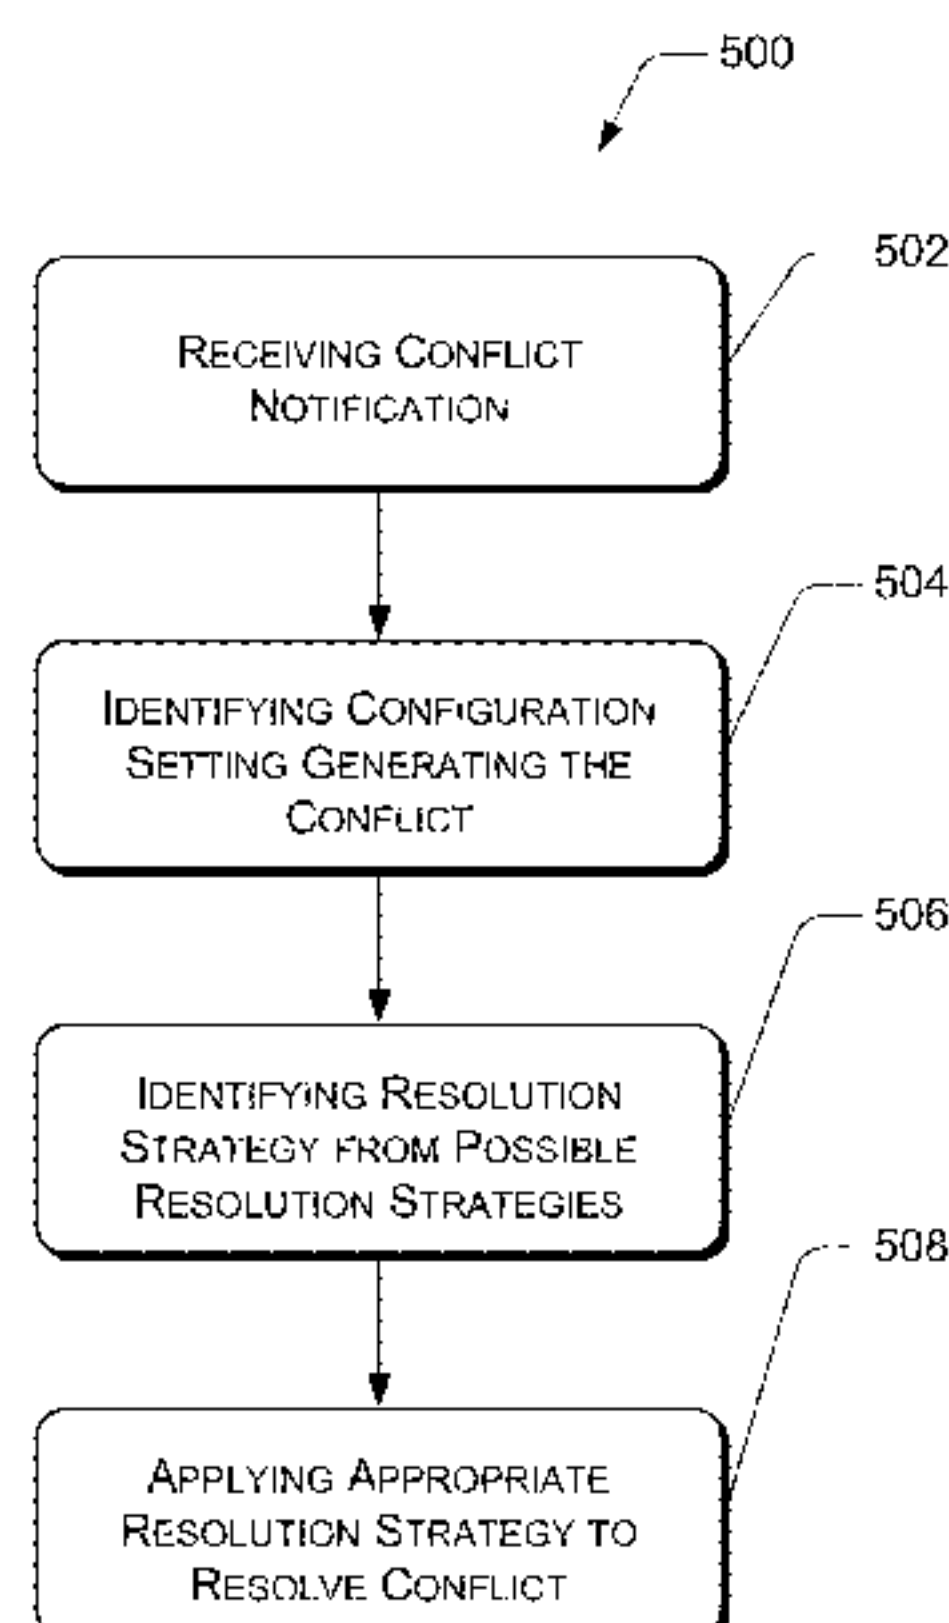 500
502
RECEIVING CONFLICT
NOTIFICATION
504
IDENTIFYING CONFIGURATION
SETTING GENERATING THE
CONFLICT
506
IDENTIFYING RESOLUTION
STRATEGY FROM POSSIBLE
RESOLUTION STRATEGIES
508
APPLYING APPROPRIATE
RESOLUTION STRATEGY TO
RESOLVE CONFLICT